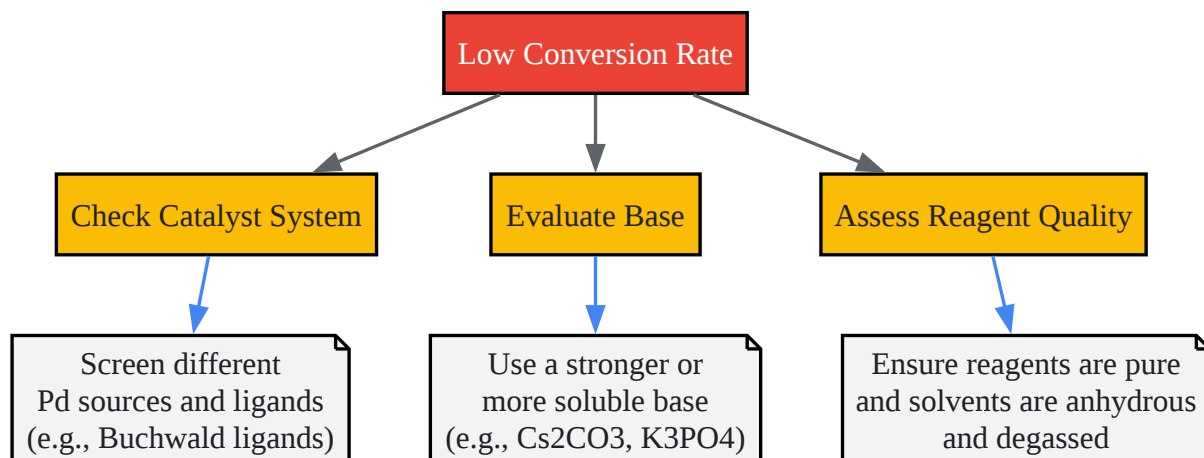 Low Conversion Rate
Check Catalyst System
Evaluate Base
Assess Reagent Quality
Screen different
Pd sources and ligands
(e.g., Buchwald ligands)
Use a stronger or
more soluble base
(e.g., Cs2CO3, K3PO4)
Ensure reagents are pure
and solvents are anhydrous
and degassed